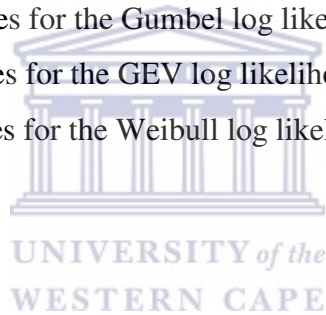 es for the Gumbel log like
es for the GEV log likeliho
es for the Weibull log likel
UNIVERSITY of the
WESTERN CAPE